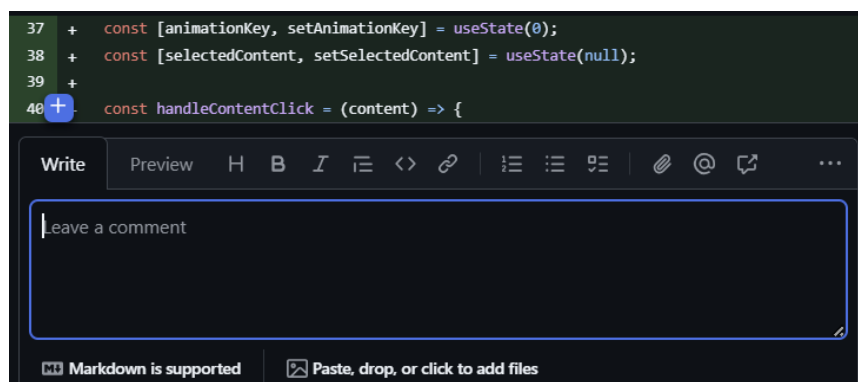 37 + const [animationKey, setAnimationKey] = useState(0);
38 + const [selectedContent, setSelectedContent] = useState(null);
39 +
40 + const handleContentClick = (content) => {
Write Preview H B I <> @ ...
Leave a comment
M↓ Markdown is supported Paste, drop, or click to add files